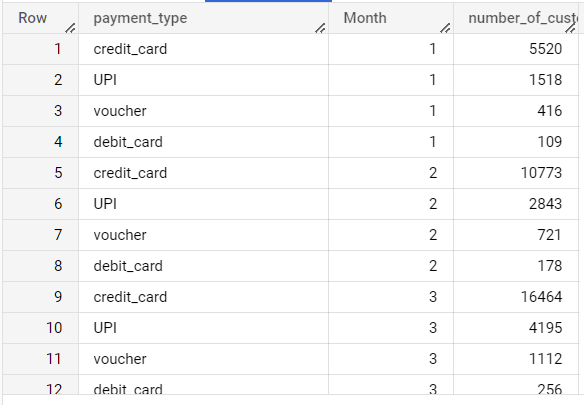 Row payment_type Month number_of_custo
1 credit_card 1 5520
2 UPI 1 1518
3 voucher 1 416
4 debit_card 1 109
5 credit_card 2 10773
6 UPI 2 2843
7 voucher 2 721
8 debit_card 2 178
9 credit_card 3 16464
10 UPI 3 4195
11 voucher 3 1112
12 debit_card 3 256